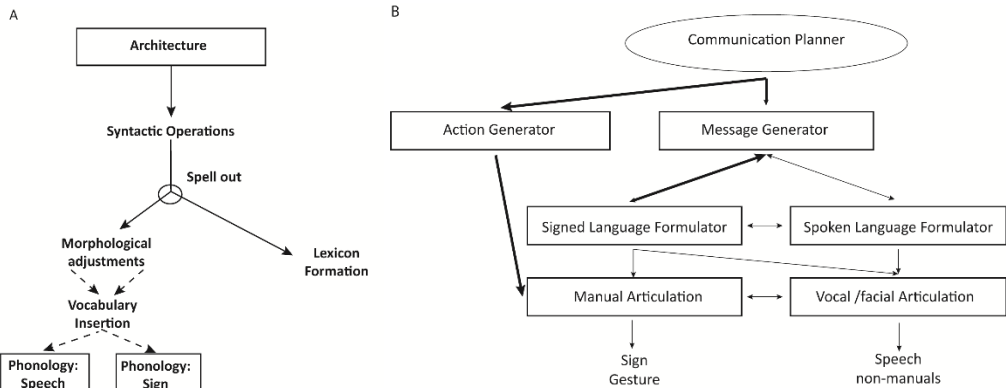 A
Architecture
Syntactic Operations
Spell out
Morphological
adjustments
Lexicon
Formation
Vocabulary
Insertion
Phonology:
Speech
Phonology:
Sign
B
Communication Planner
Action Generator
Message Generator
Signed Language Formulator
Spoken Language Formulator
Manual Articulation
Vocal /facial Articulation
Sign
Gesture
Speech
non-manuals